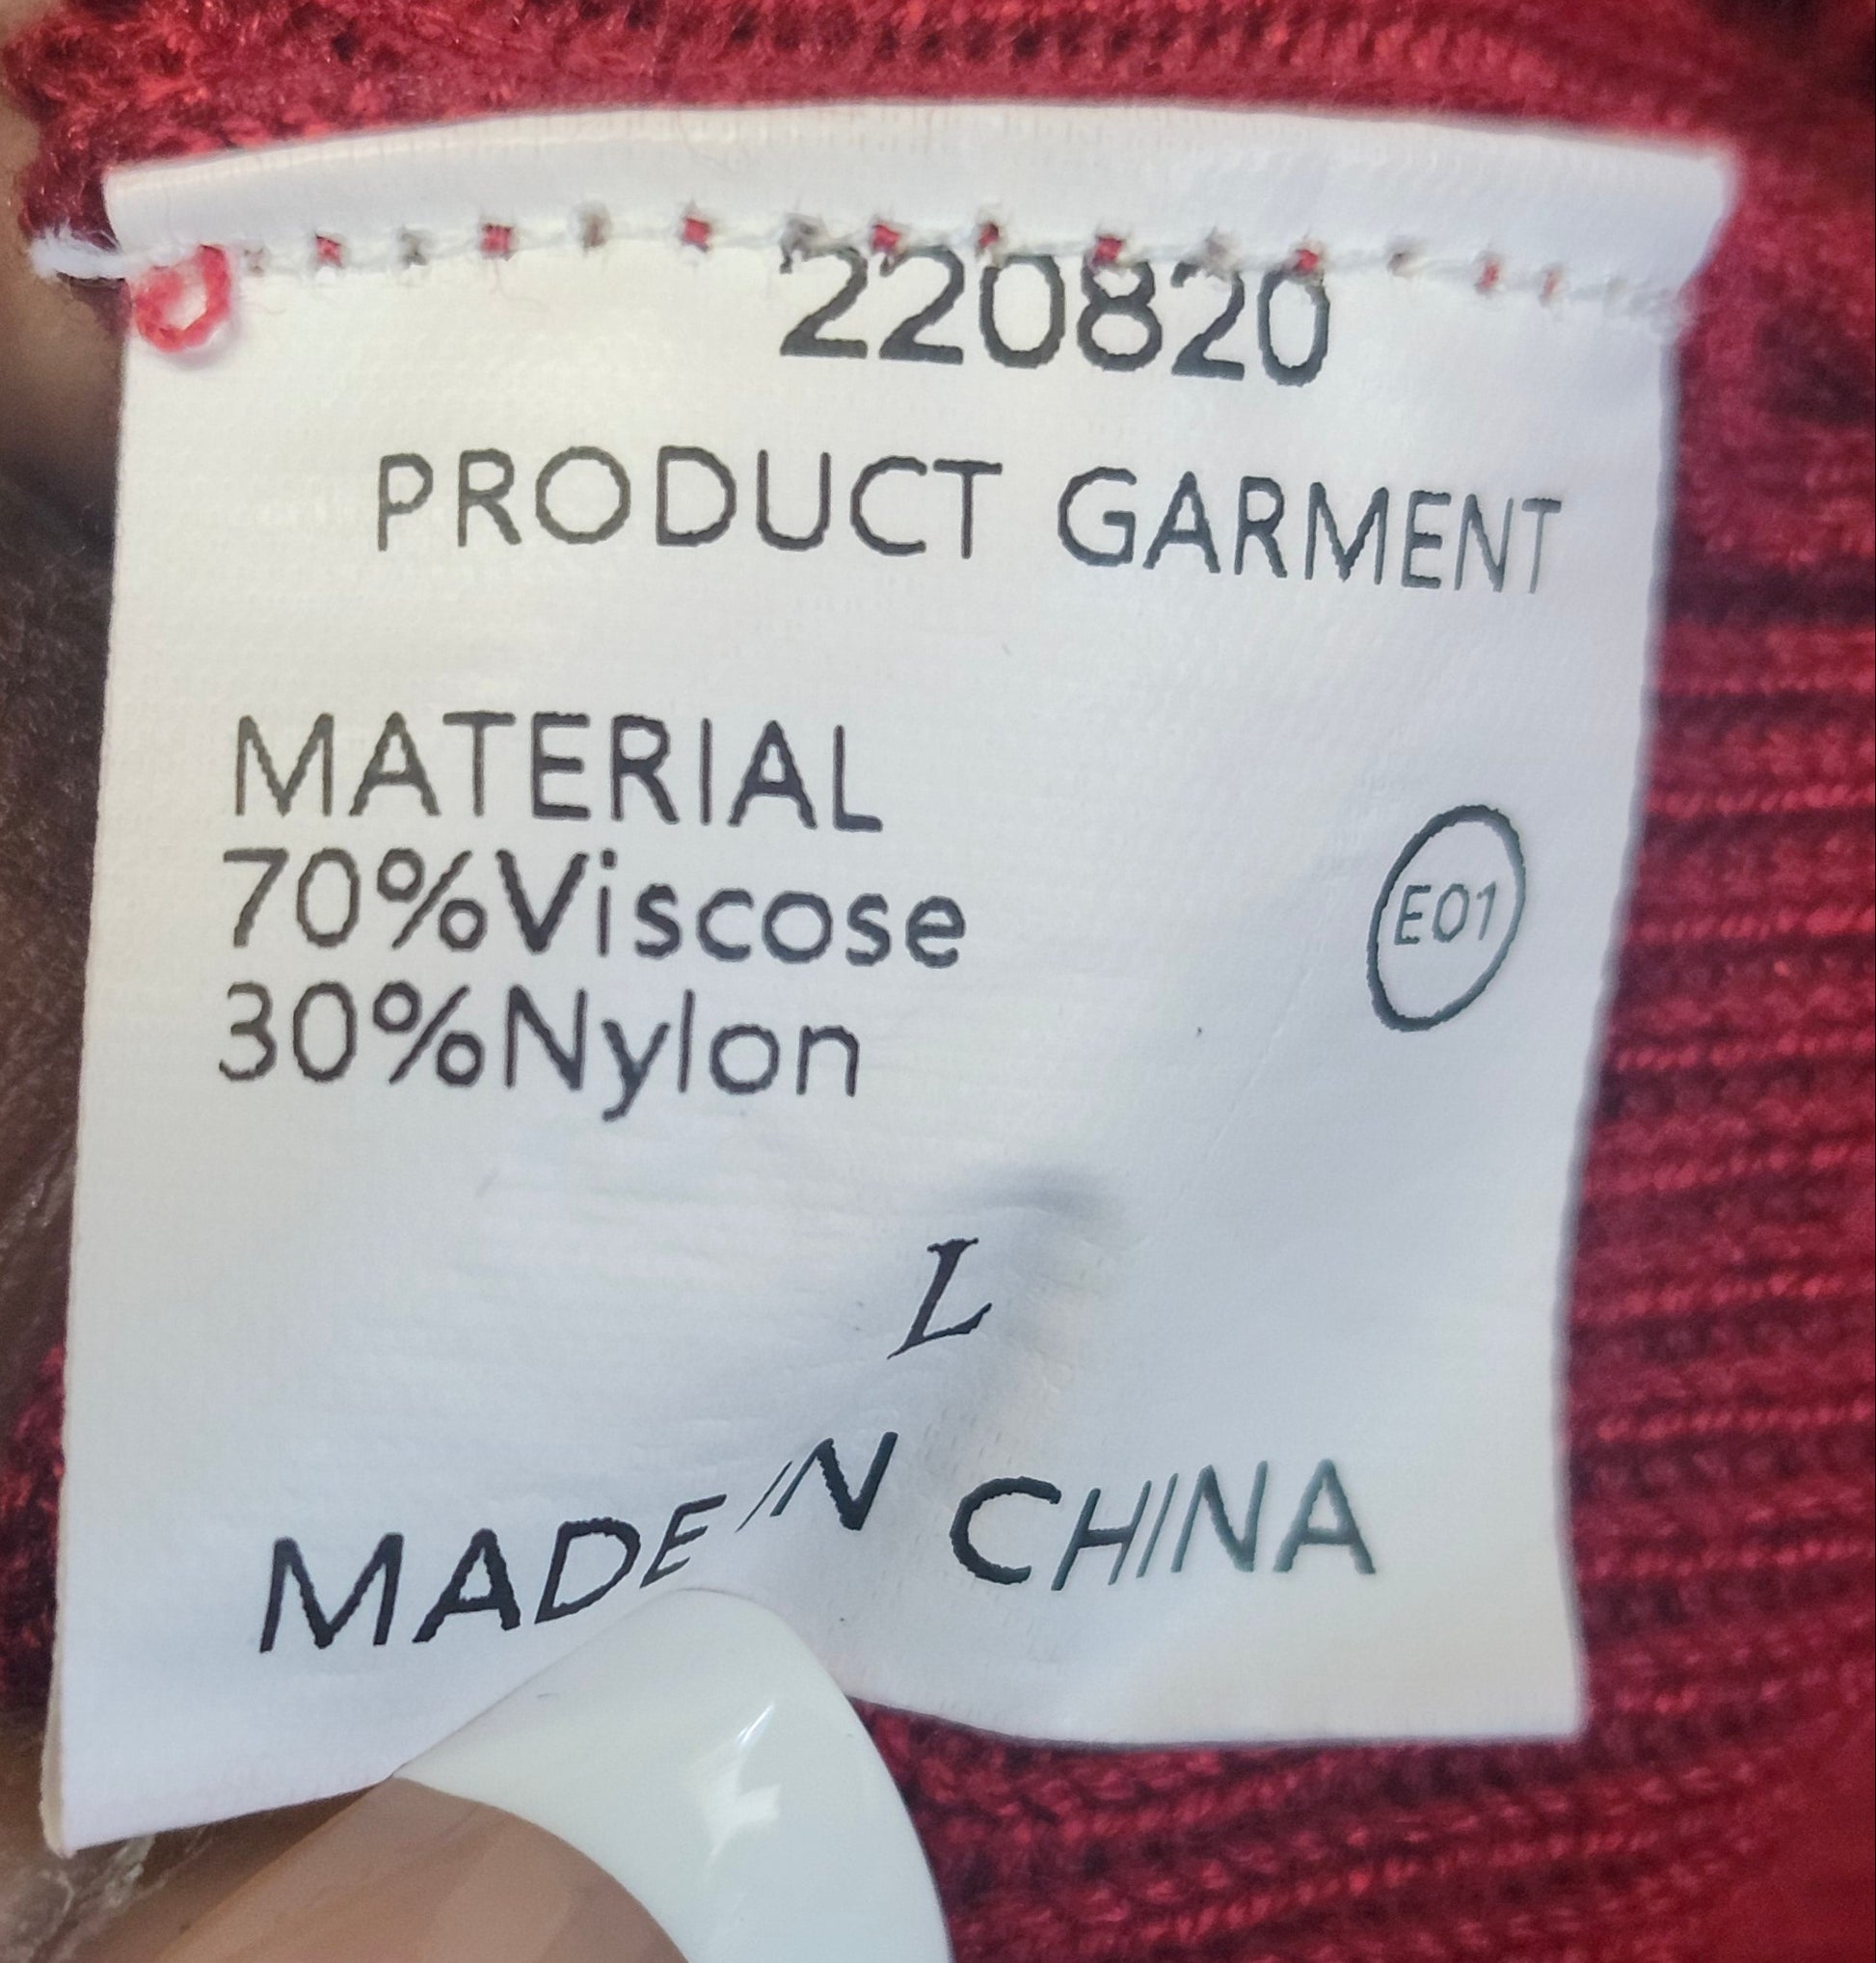 220820
PRODUCT GARMENT
MATERIAL
70%Viscose
E01
30%Nylon
L
MADE IN CHINA